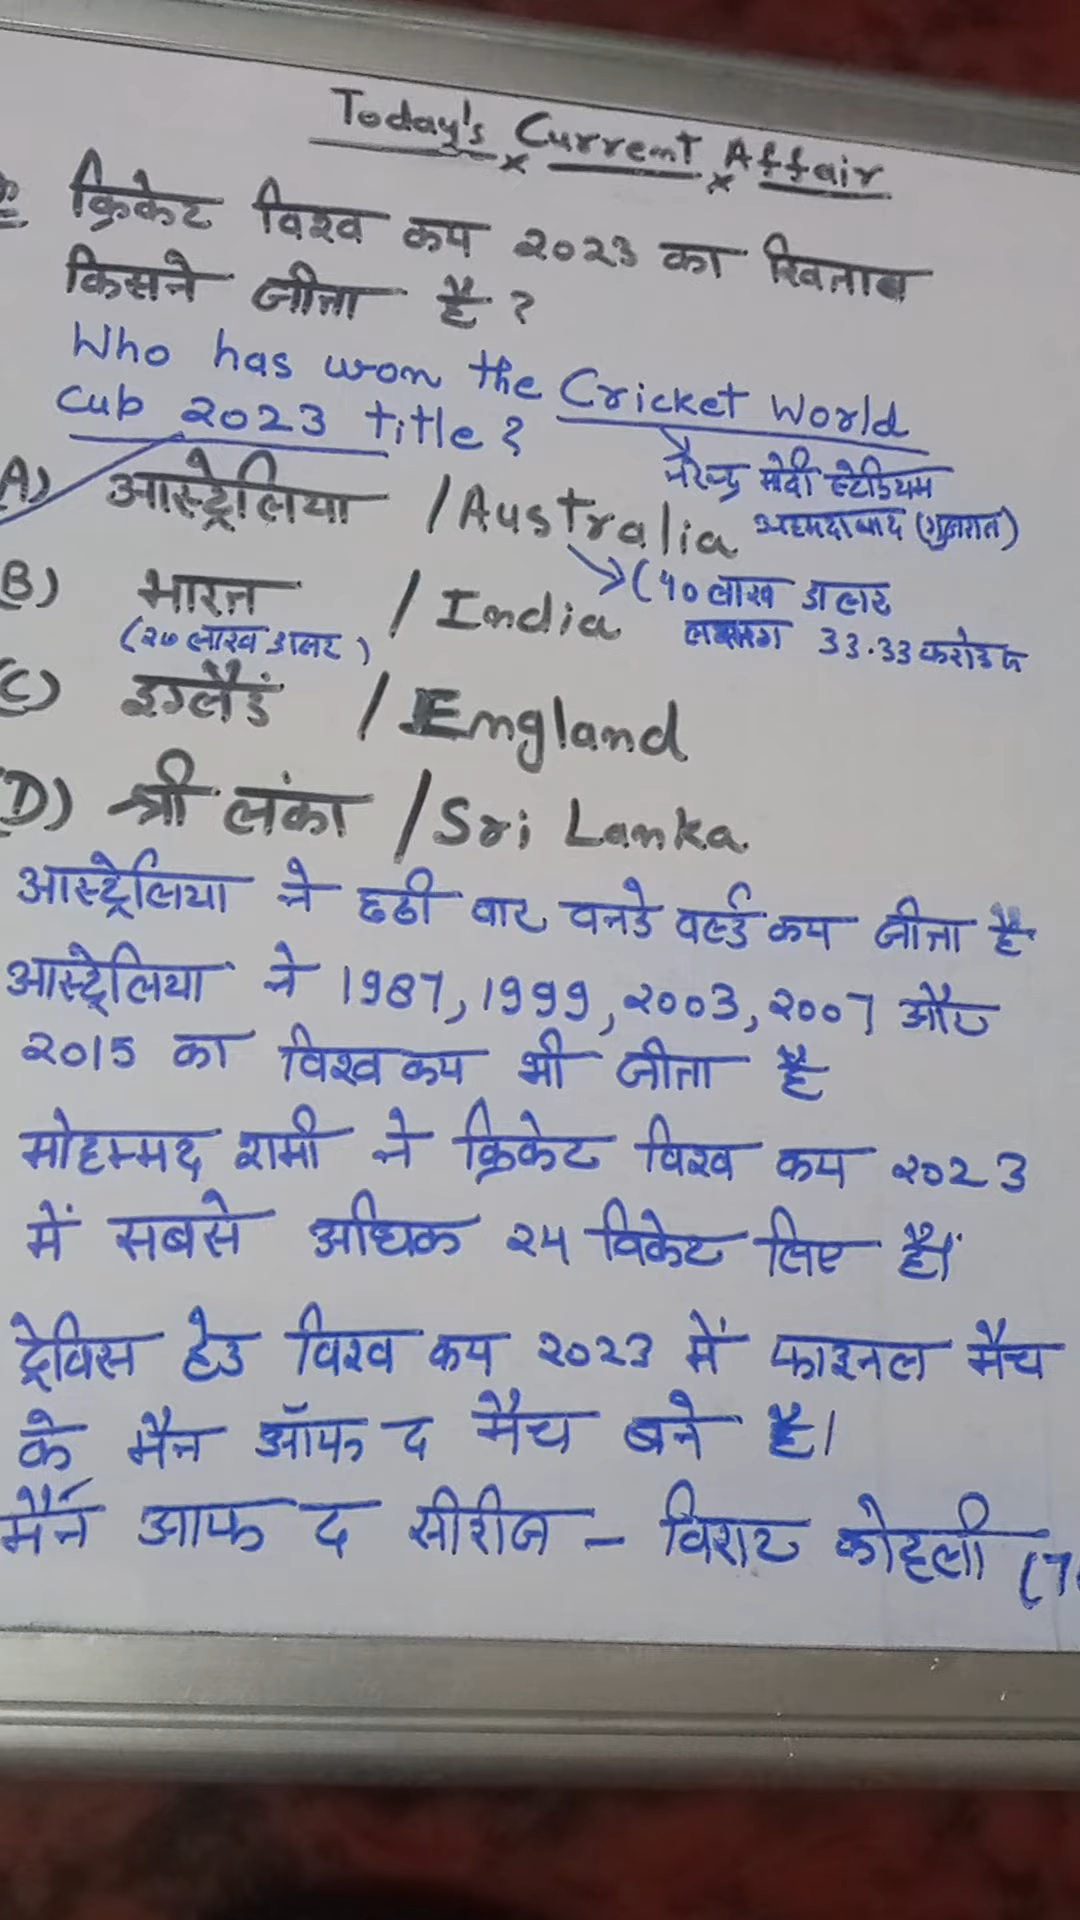 Today's Current Affair
क्रिकेट विश्व कप 2023 का खिताब
किसने जीता है ?
Who has won the Cricket World
Cub 2023 title?
नरेन्द्र मोदी स्टेडियम
अहमदाबाद (गुजरात)
A) आस्ट्रेलिया / Australia
(40 लाख डालर
33.33 करोड
B) भारत / India
(20 लाख डालर)
C) इग्लैडं / England
(D) श्री लंका / Sri Lanka
आस्ट्रेलिया ने छठी बार वनडे वर्ल्ड कप जीता है
आस्ट्रेलिया ने 1987, 1999, 2003, 2007 और
2015 का विश्व कप भी जीता है
मोहम्मद शमी ने क्रिकेट विश्व कप 2023
में सबसे अधिक 24 विकेट लिए है।
ट्रेविस हेड विश्व कप 2023 में फाइनल मैच
के मैन ऑफ द मैच बने है।
मैन आफ द सीरीज – विराट कोहली